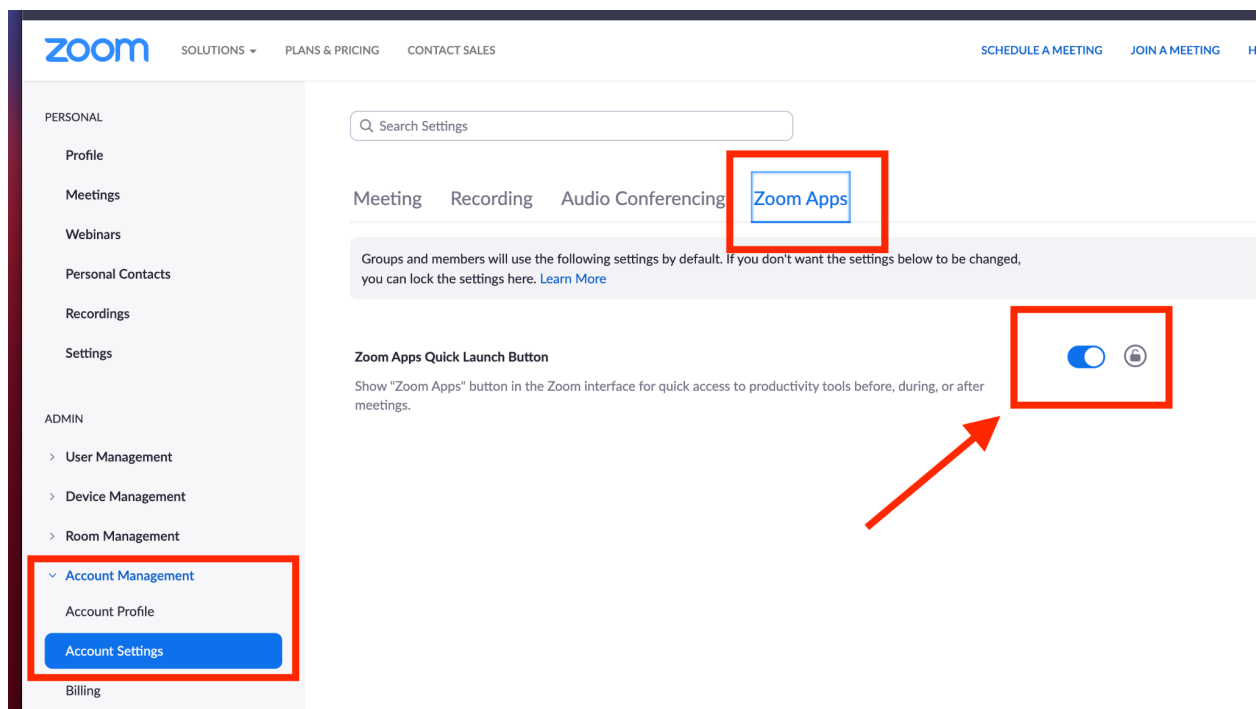 zoom SOLUTIONS PLANS & PRICING CONTACT SALES SCHEDULE A MEETING JOIN A MEETING H
PERSONAL
Profile
Meetings
Webinars
Personal Contacts
Recordings
Settings
ADMIN
User Management
Device Management
Room Management
Account Management
Account Profile
Account Settings
Billing
Search Settings
Meeting Recording Audio Conferencing Zoom Apps
Groups and members will use the following settings by default. If you don't want the settings below to be changed,
you can lock the settings here. Learn More
Zoom Apps Quick Launch Button
Show "Zoom Apps" button in the Zoom interface for quick access to productivity tools before, during, or after
meetings.